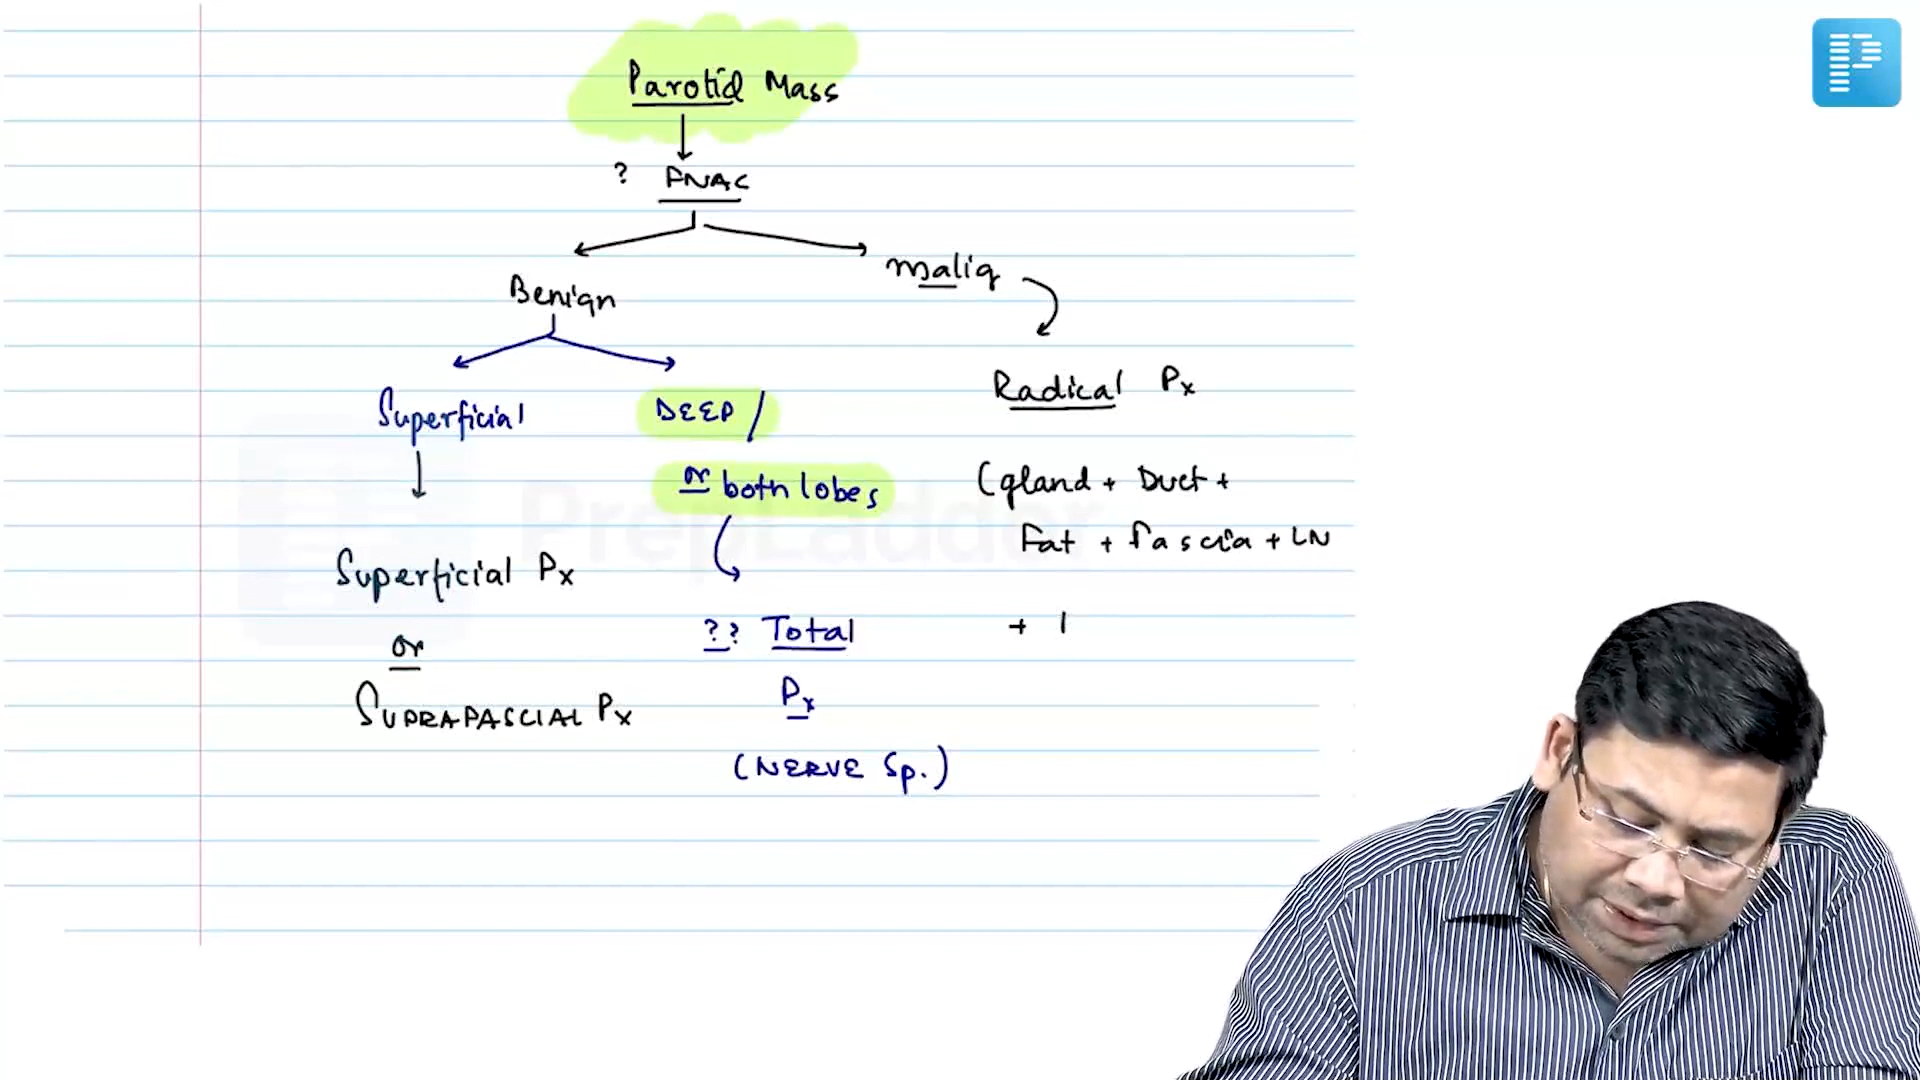 Parotid Mass
? FNAC
Benign
Malig
Superficial
DEEP /
or both lobes
Superficial Px
or
SUPRAFASCIAL Px
?? Total
Px
(NERVE Sp.)
Radical Px
(gland + Duct +
Fat + fascia + LN
+ I
PrepLadder